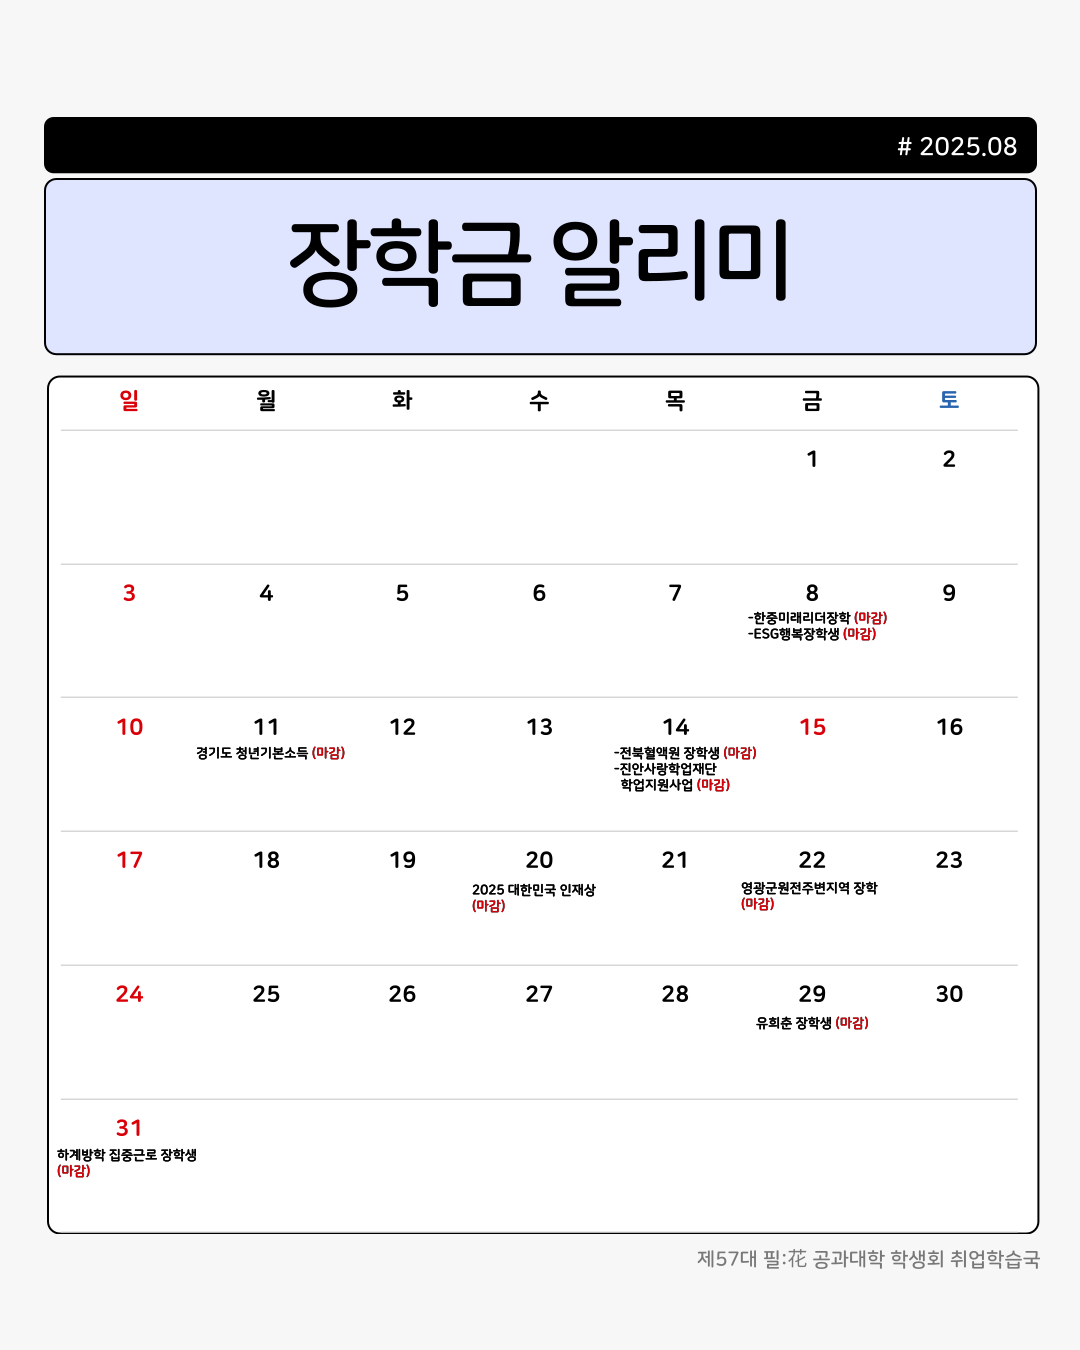 # 2025.08
장학금 알리미
일 월 화 수 목 금 토
1 2
3 4 5 6 7 8 9
-한중미래리더장학 (마감)
-ESG행복장학생 (마감)
10 11 12 13 14 15 16
경기도 청년기본소득 (마감)
-전북혈액원 장학생 (마감)
-진안사랑학업재단
학업지원사업 (마감)
17 18 19 20 21 22 23
2025 대한민국 인재상
(마감)
영광군원전주변지역 장학
(마감)
24 25 26 27 28 29 30
유희춘 장학생 (마감)
31
하계방학 집중근로 장학생
(마감)
제57대 필:花 공과대학 학생회 취업학습국